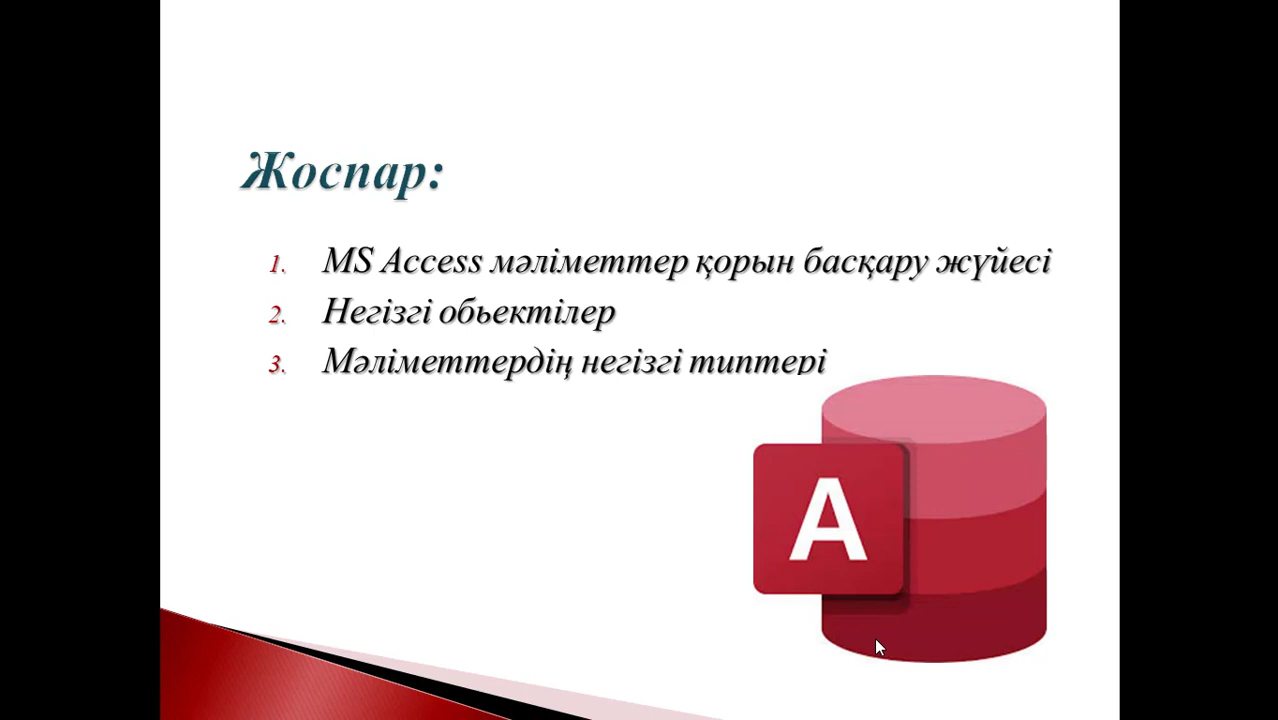 Жоспар:
1. MS Access мәліметтер қорын басқару жүйесі
2. Негізгі обьектілер
3. Мәліметтердің негізгі типтері
A